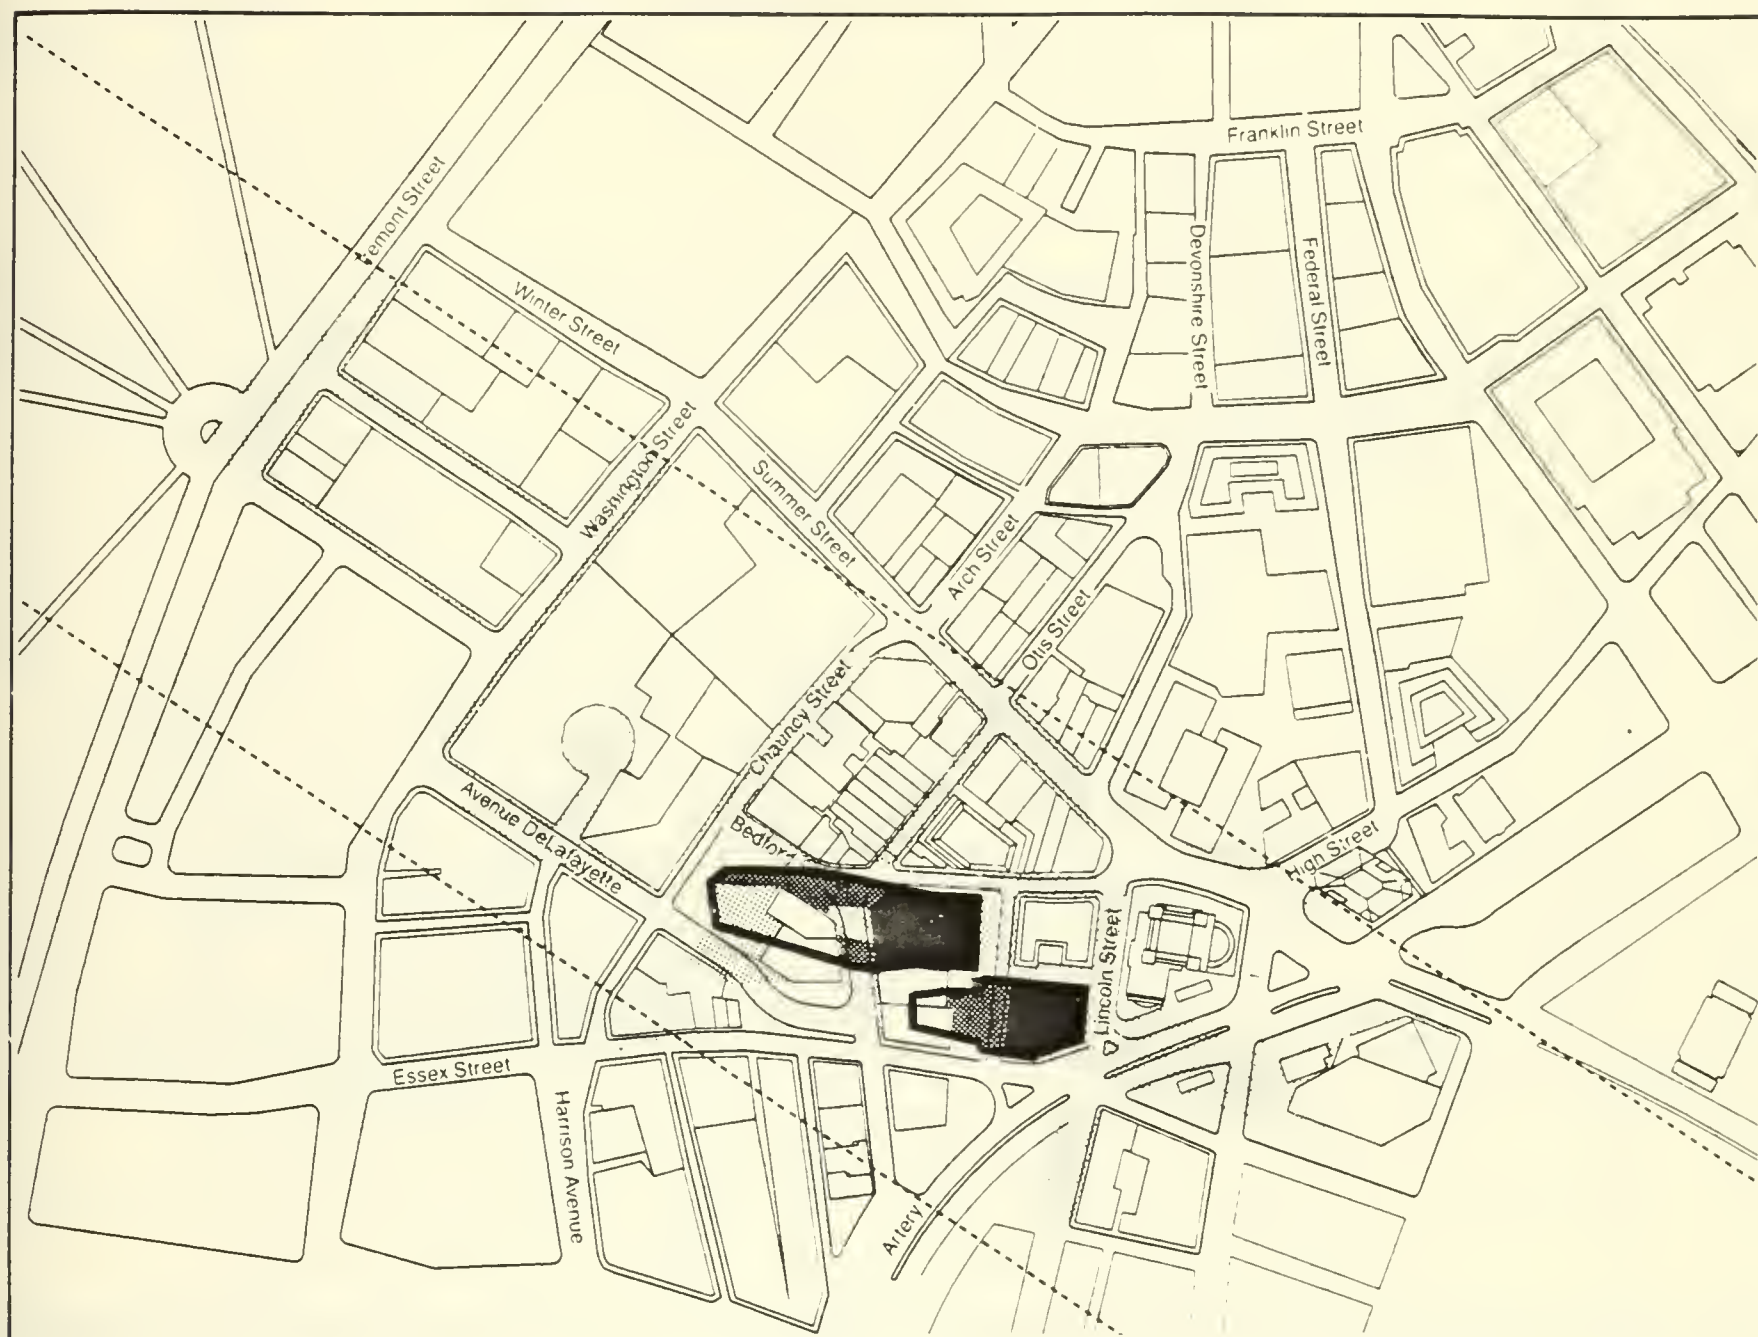 Franklin Street
emont Street
Winter Street
Devonshire Street
Federal Street
Washington Street
Summer Street
Arch Street
Otis Street
Chauncy Street
Avenue DeLafayette
Bedford
High Street
Lincoln Street
Essex Street
Harrison Avenue
Artery